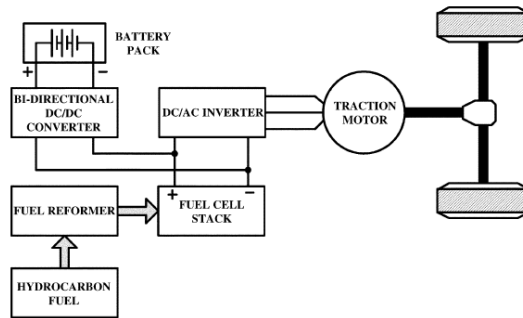 BATTERY
PACK
+ −
BI-DIRECTIONAL
DC/DC
CONVERTER
DC/AC INVERTER
TRACTION
MOTOR
+ −
FUEL REFORMER
FUEL CELL
STACK
HYDROCARBON
FUEL